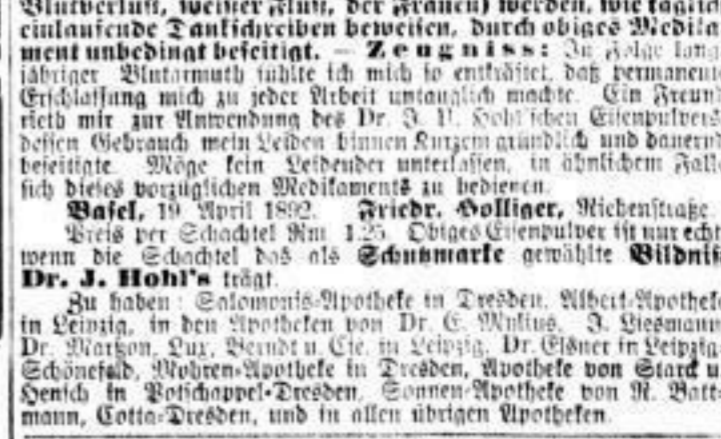 Blutverlust, weißer Fluß, der Frauen) werden, wie täglich
einlaufende Dankschreiben beweisen, durch obiges Medika
ment unbedingt beseitigt. — Zeugniss: In Folge lang
jähriger Blutarmuth fühlte ich mich so entkräftet, daß permanent
Erschlaffung mich zu jeder Arbeit untauglich machte. Ein Freun
rieth mir zur Anwendung des Dr. J. U. Hohl'schen Eisenpulvers
dessen Gebrauch mein Leiden binnen Kurzem gründlich und dauern
beseitigte. Möge kein Leidender unterlassen, in ähnlichem Fall
sich dieses vorzüglichen Medikaments zu bedienen.
Basel, 19. April 1892. Friedr. Holliger, Riehenstraße
Preis per Schachtel Rm 1.25. Obiges Eisenpulver ist nur echt
wenn die Schachtel das als Schutzmarke gewählte Bildniß
Dr. J. Hohl's trägt.
Zu haben: Salomonis-Apotheke in Dresden, Albert-Apothek
in Leipzig, in den Apotheken von Dr. E. Mylius, J. Liesmann
Dr. Lux, Berndt u. Cie. in Leipzig, Dr. Elsner in Leipzig
Schönefeld, Mohren-Apotheke in Dresden, Apotheke von Starck u
Hensch in Potschappel-Dresden, Sonnen-Apotheke von R. Batt
mann, Cotta-Dresden, und in allen übrigen Apotheken.